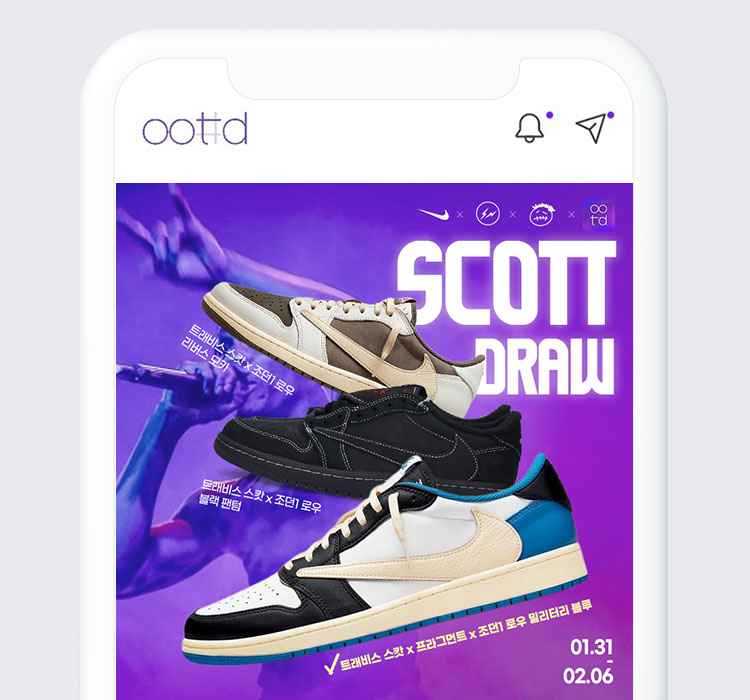 ootd
oo
td
SCOTT
DRAW
트래비스 스캇 x 조던1 로우
리버스 모카
트래비스 스캇 x 조던1 로우
블랙 팬텀
트래비스 스캇 x 프라그먼트 x 조던1 로우 밀리터리 블루
01.31
-
02.06